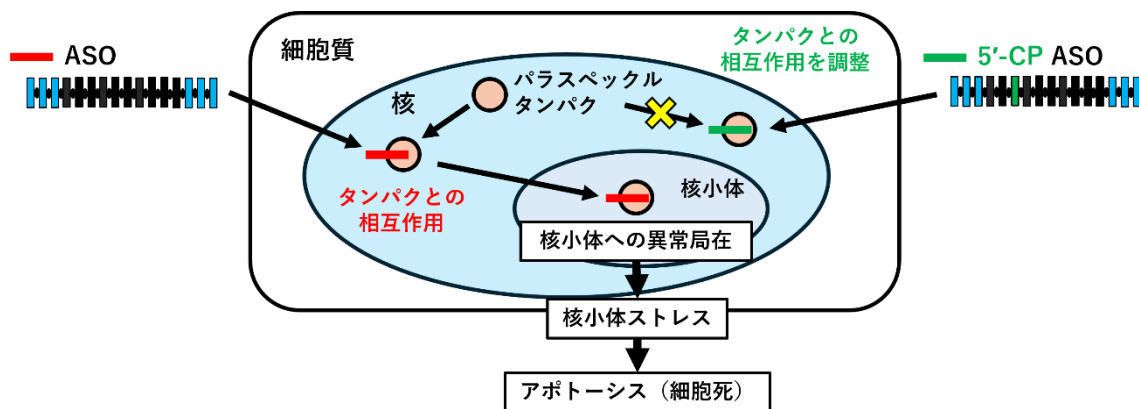 ASO
細胞質
タンパクとの
相互作用を調整
5′-CP ASO
核
パラスペックル
タンパク
タンパクとの
相互作用
核小体
核小体への異常局在
核小体ストレス
アポトーシス（細胞死）